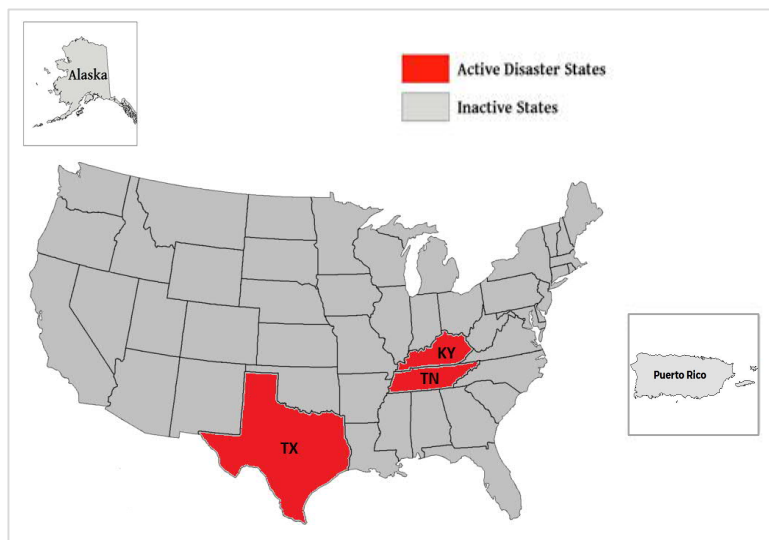 Alaska
Active Disaster States
Inactive States
KY
TN
TX
Puerto Rico